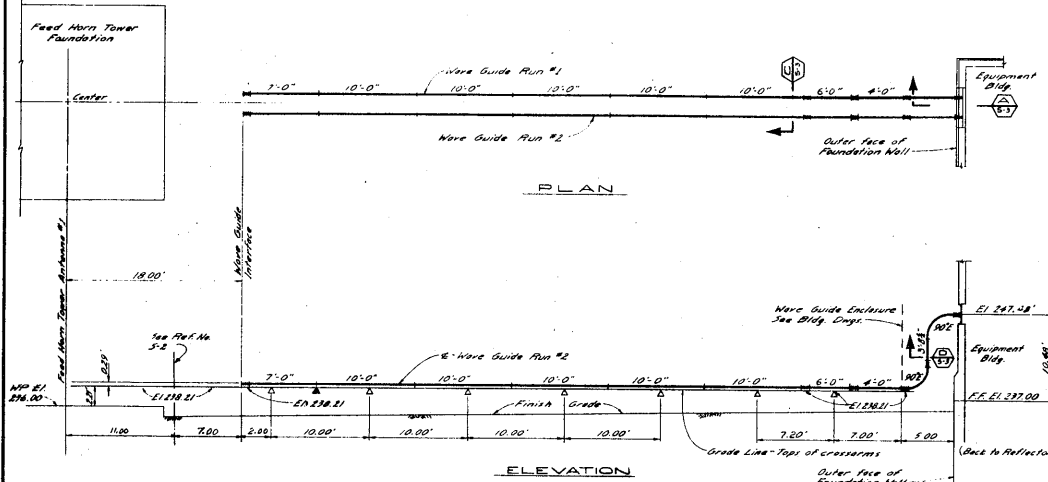 Feed Horn Tower
Foundation
Center
Wave Guide Run #1
7'-0" 10'-0" 10'-0" 10'-0" 10'-0" 10'-0" 6'-0" 4'-0"
C
S-3
Equipment
Bldg.
A
S-3
Wave Guide Run #2
Outer face of
Foundation Wall
PLAN
Feed Horn Tower Antenna #1
Wave Guide
Interface
18.00'
Wave Guide Enclosure
See Bldg. Dwgs.
El 247.
90°E
See Ref. No.
S-2
℄-Wave Guide Run #2
D
S-3
Equipment
Bldg.
0.29'
7'-0" 10'-0" 10'-0" 10'-0" 10'-0" 10'-0" 6'-0" 4'-0"
90°E
WP El.
236.00
El 238.21
El. 238.21
El 238.21
F.F. El. 237.00
Finish Grade
11.00 7.00 2.00 10.00' 10.00' 10.00' 10.00' 7.20' 7.00' 5.00
Grade Line-Tops of crossarms
(Back to Reflecto
ELEVATION
Outer face of